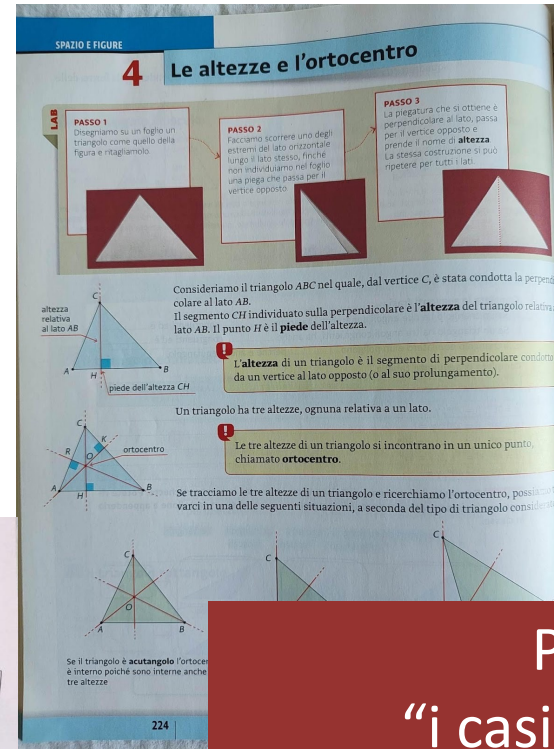 SPAZIO E FIGURE
4 Le altezze e l'ortocentro
LAB
PASSO 1
Disegniamo su un foglio un
triangolo come quello della
figura e ritagliamolo.
PASSO 2
Facciamo scorrere uno degli
estremi del lato orizzontale
lungo il lato stesso, finché
non individuiamo nel foglio
una piega che passa per il
vertice opposto.
PASSO 3
La piegatura che si ottiene è
perpendicolare al lato, passa
per il vertice opposto e
prende il nome di altezza.
La stessa costruzione si può
ripetere per tutti i lati.
altezza
relativa
al lato AB
C
A
H
B
piede dell'altezza CH
Consideriamo il triangolo ABC nel quale, dal vertice C, è stata condotta la
colare al lato AB.
Il segmento CH individuato sulla perpendicolare è l'altezza del triangolo relativa
lato AB. Il punto H è il piede dell'altezza.
!
L'altezza di un triangolo è il segmento di perpendicolare condotto
da un vertice al lato opposto (o al suo prolungamento).
Un triangolo ha tre altezze, ognuna relativa a un lato.
C
K
R
O
ortocentro
A
H
B
!
Le tre altezze di un triangolo si incontrano in un unico punto,
chiamato ortocentro.
Se tracciamo le tre altezze di un triangolo e ricerchiamo l'ortocentro,
varci in una delle seguenti situazioni, a seconda del tipo di triangolo
C
O
A
B
C
C
Se il triangolo è acutangolo
è interno poiché sono interne anche
tre altezze
224
P
“i casi